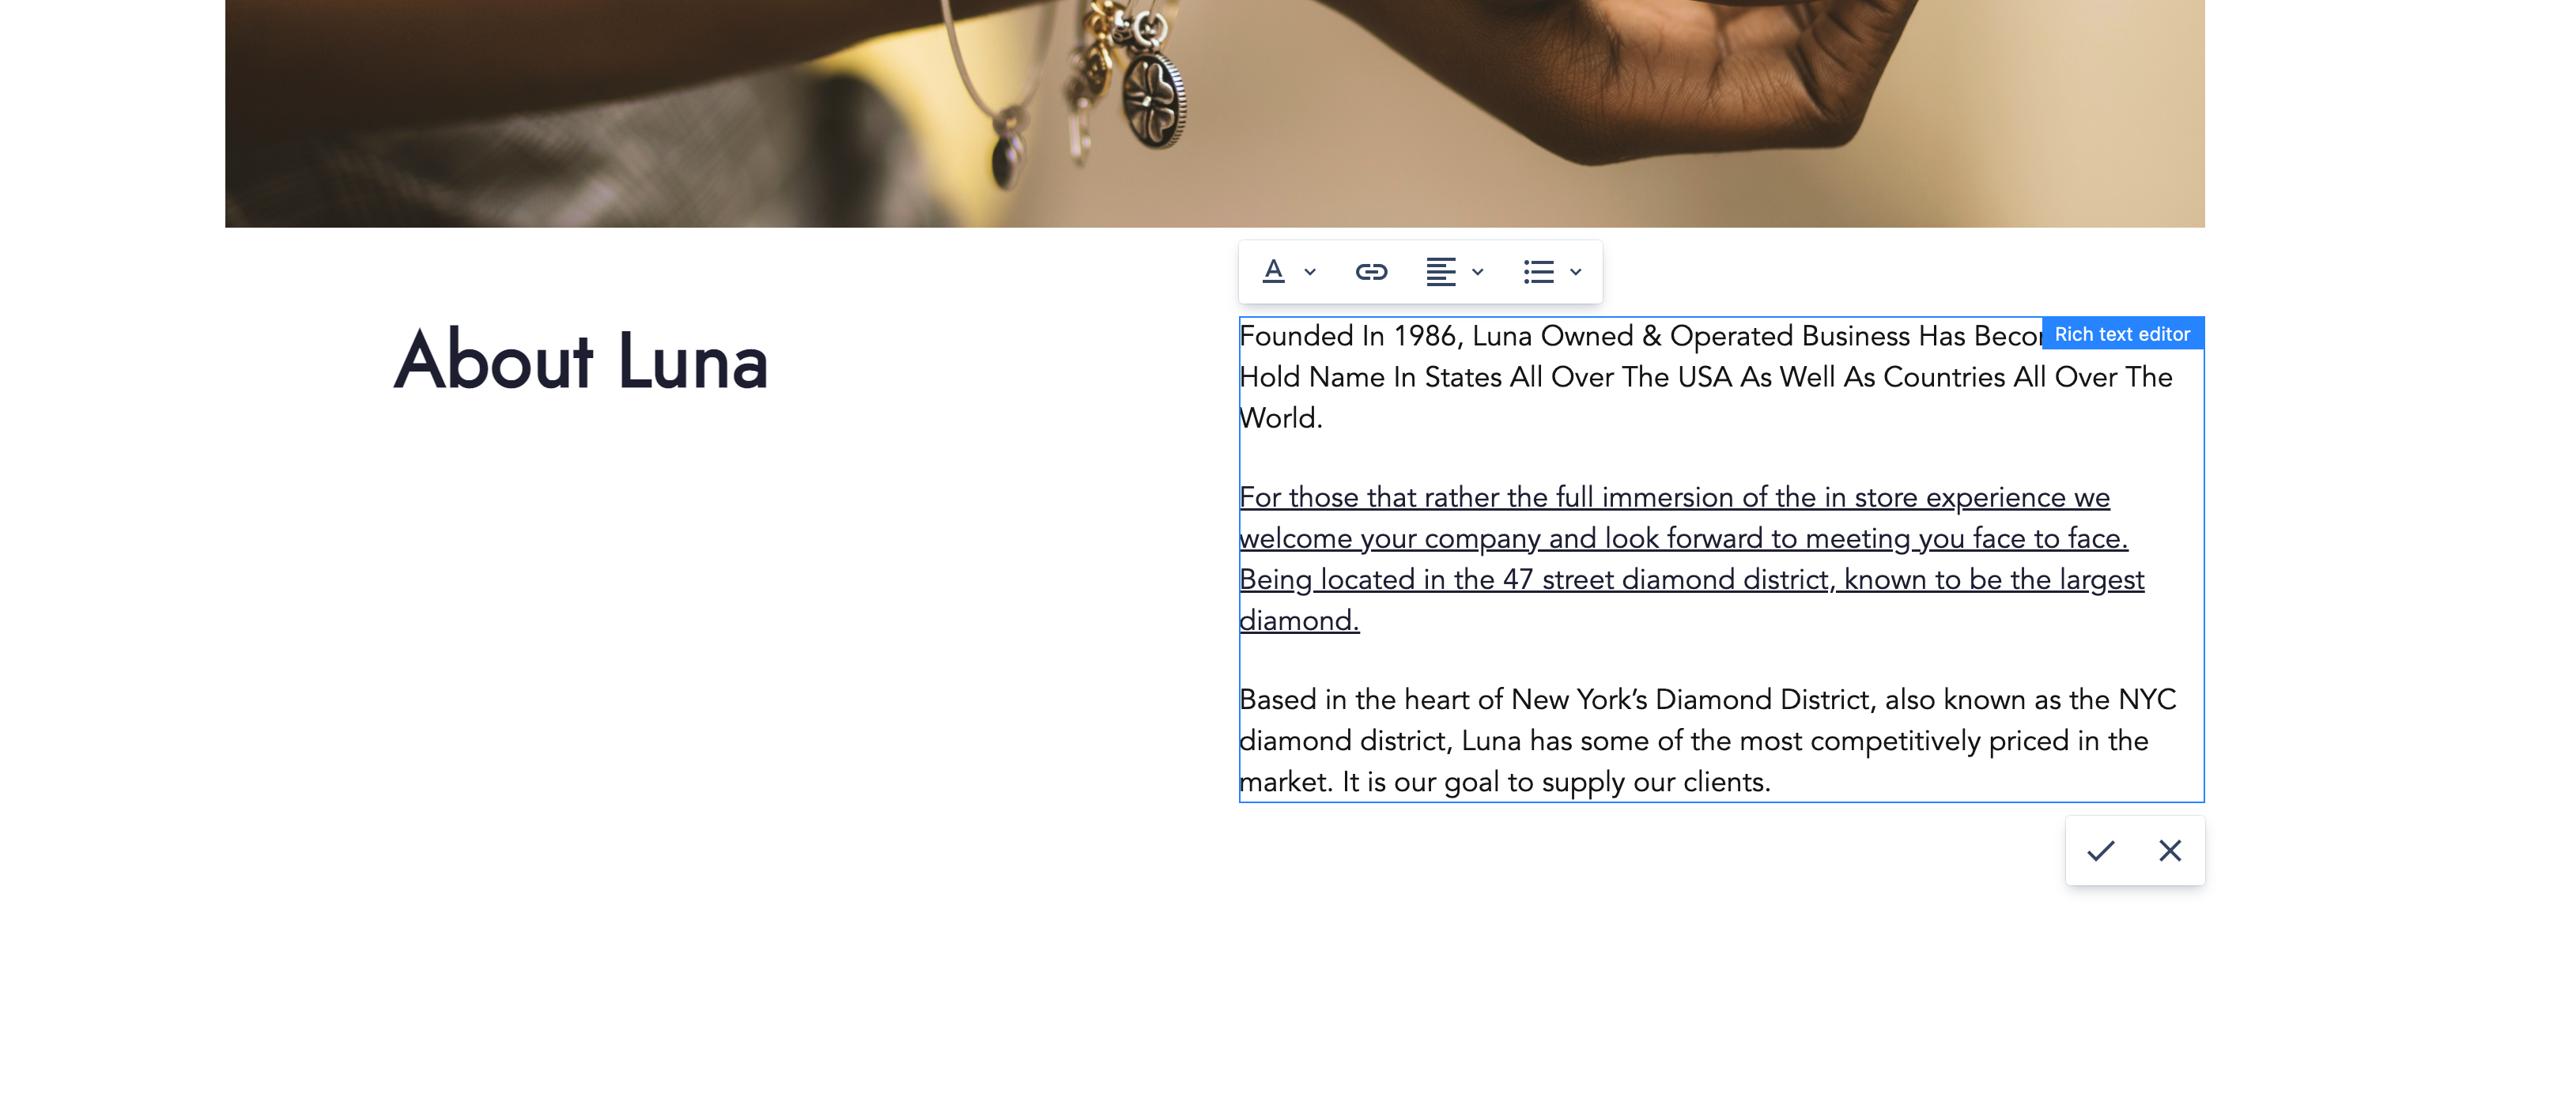 About Luna
Rich text editor
Founded In 1986, Luna Owned & Operated Business Has
Hold Name In States All Over The USA As Well As Countries All Over The
World.
For those that rather the full immersion of the in store experience we
welcome your company and look forward to meeting you face to face.
Being located in the 47 street diamond district, known to be the largest
diamond.
Based in the heart of New York’s Diamond District, also known as the NYC
diamond district, Luna has some of the most competitively priced in the
market. It is our goal to supply our clients.